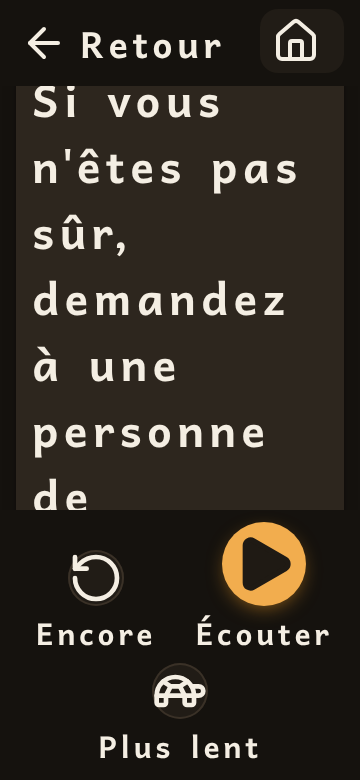 Retour
Si vous
n'êtes pas
sûr,
demandez
à une
personne
de
Encore
Écouter
Plus lent